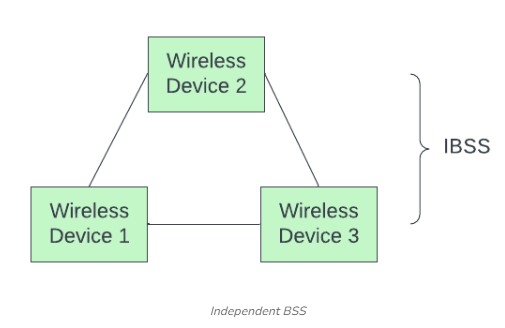 Wireless
Device 2
IBSS
Wireless
Device 1
Wireless
Device 3
Independent BSS